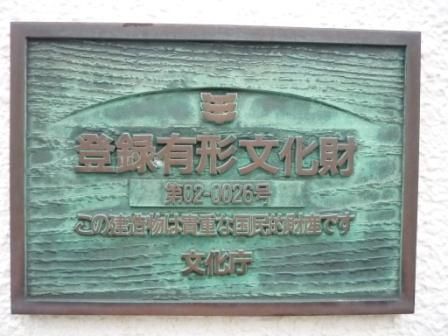 登録有形文化財
第02-0026号
この建造物は貴重な国民的財産です
文化庁